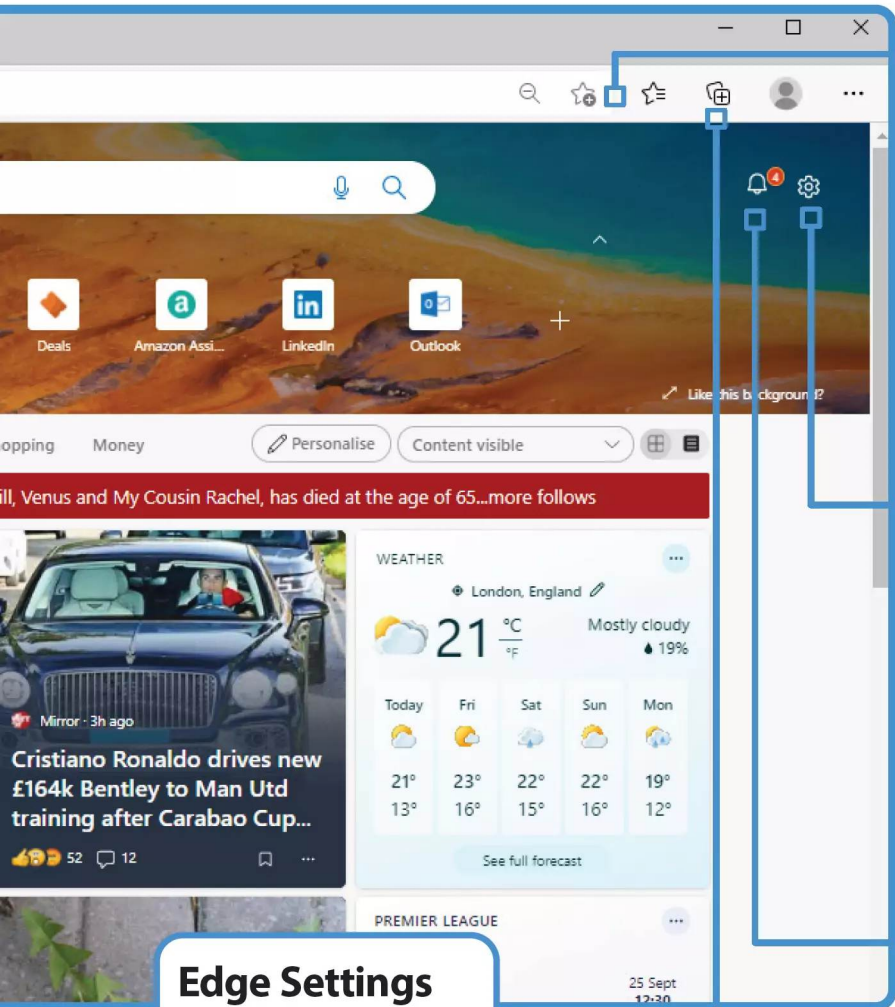 4
Deals
Amazon Assi...
LinkedIn
Outlook
Like this background?
opping
Money
Personalise
Content visible
ill, Venus and My Cousin Rachel, has died at the age of 65...more follows
WEATHER
London, England
21 °C
°F
Mostly cloudy
19%
Today
Fri
Sat
Sun
Mon
21°
23°
22°
22°
19°
13°
16°
15°
16°
12°
See full forecast
Mirror · 3h ago
Cristiano Ronaldo drives new
£164k Bentley to Man Utd
training after Carabao Cup...
52
12
PREMIER LEAGUE
25 Sept
12:30
Edge Settings